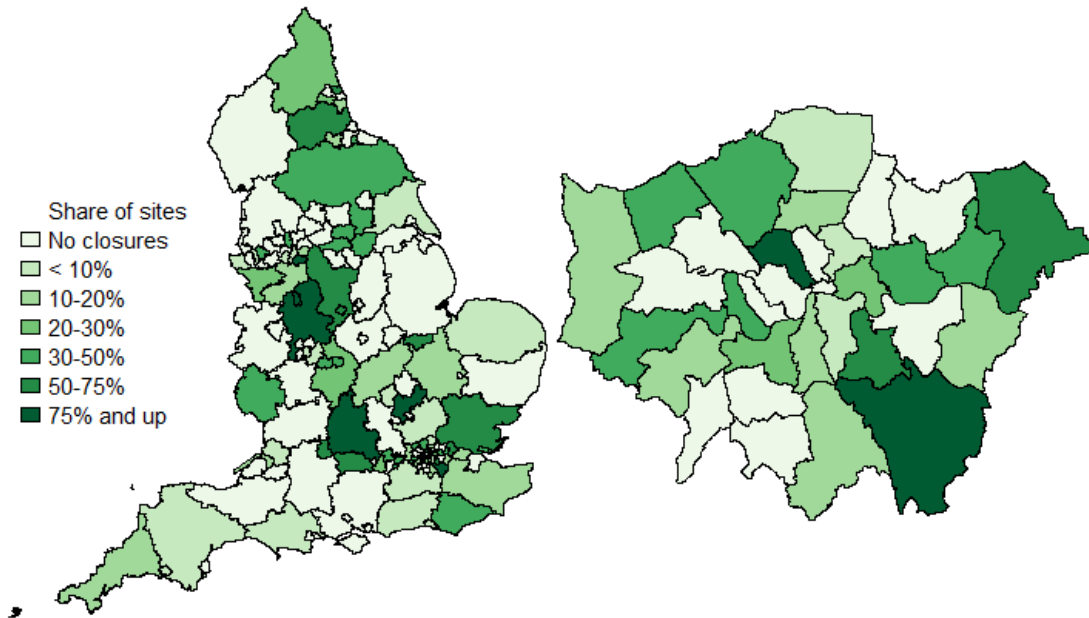 Share of sites
No closures
< 10%
10-20%
20-30%
30-50%
50-75%
75% and up